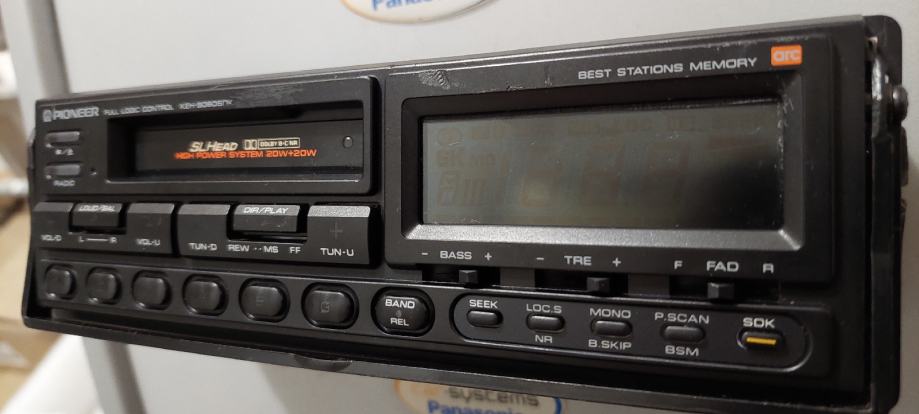 Panasonic
BEST STATIONS MEMORY arc
PIONEER FULL LOGIC CONTROL
SLHEAD DOLBY B·C NR
HIGH POWER SYSTEM 20W+20W
RADIO
LOUD/BAL DIR/PLAY
VOL-D L R VOL-U TUN-D REW ··MS FF TUN-U
- BASS + - TRE + F FAD R
BAND
REL
SEEK LOC.S MONO P.SCAN SDK
NR B.SKIP BSM
systems
Panasonic